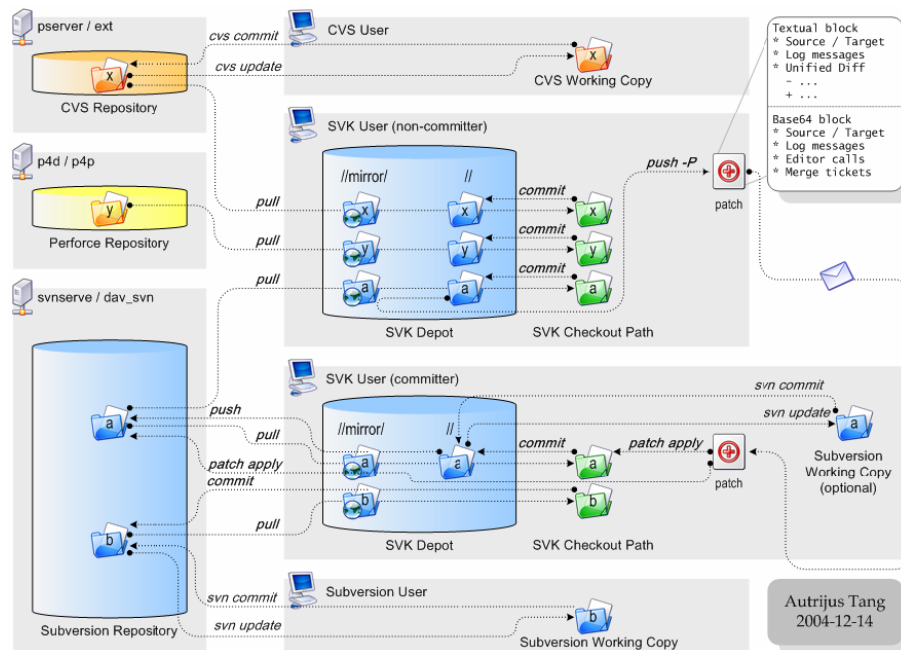 pserver / ext
x
CVS Repository
cvs commit
cvs update
CVS User
x
CVS Working Copy
Textual block
* Source / Target
* Log messages
* Unified Diff
- ...
+ ...
Base64 block
* Source / Target
* Log messages
* Editor calls
* Merge tickets
p4d / p4p
y
Perforce Repository
SVK User (non-committer)
//mirror/
//
push -P
patch
pull
x
x
commit
x
pull
y
y
commit
y
pull
a
a
commit
a
SVK Depot
SVK Checkout Path
svnserve / dav_svn
a
b
Subversion Repository
SVK User (committer)
svn commit
svn update
a
Subversion
Working Copy
(optional)
push
pull
patch apply
commit
pull
//mirror/
//
a
a
commit
a
patch apply
patch
b
b
SVK Depot
SVK Checkout Path
Subversion User
svn commit
svn update
b
Subversion Working Copy
Autrijus Tang
2004-12-14